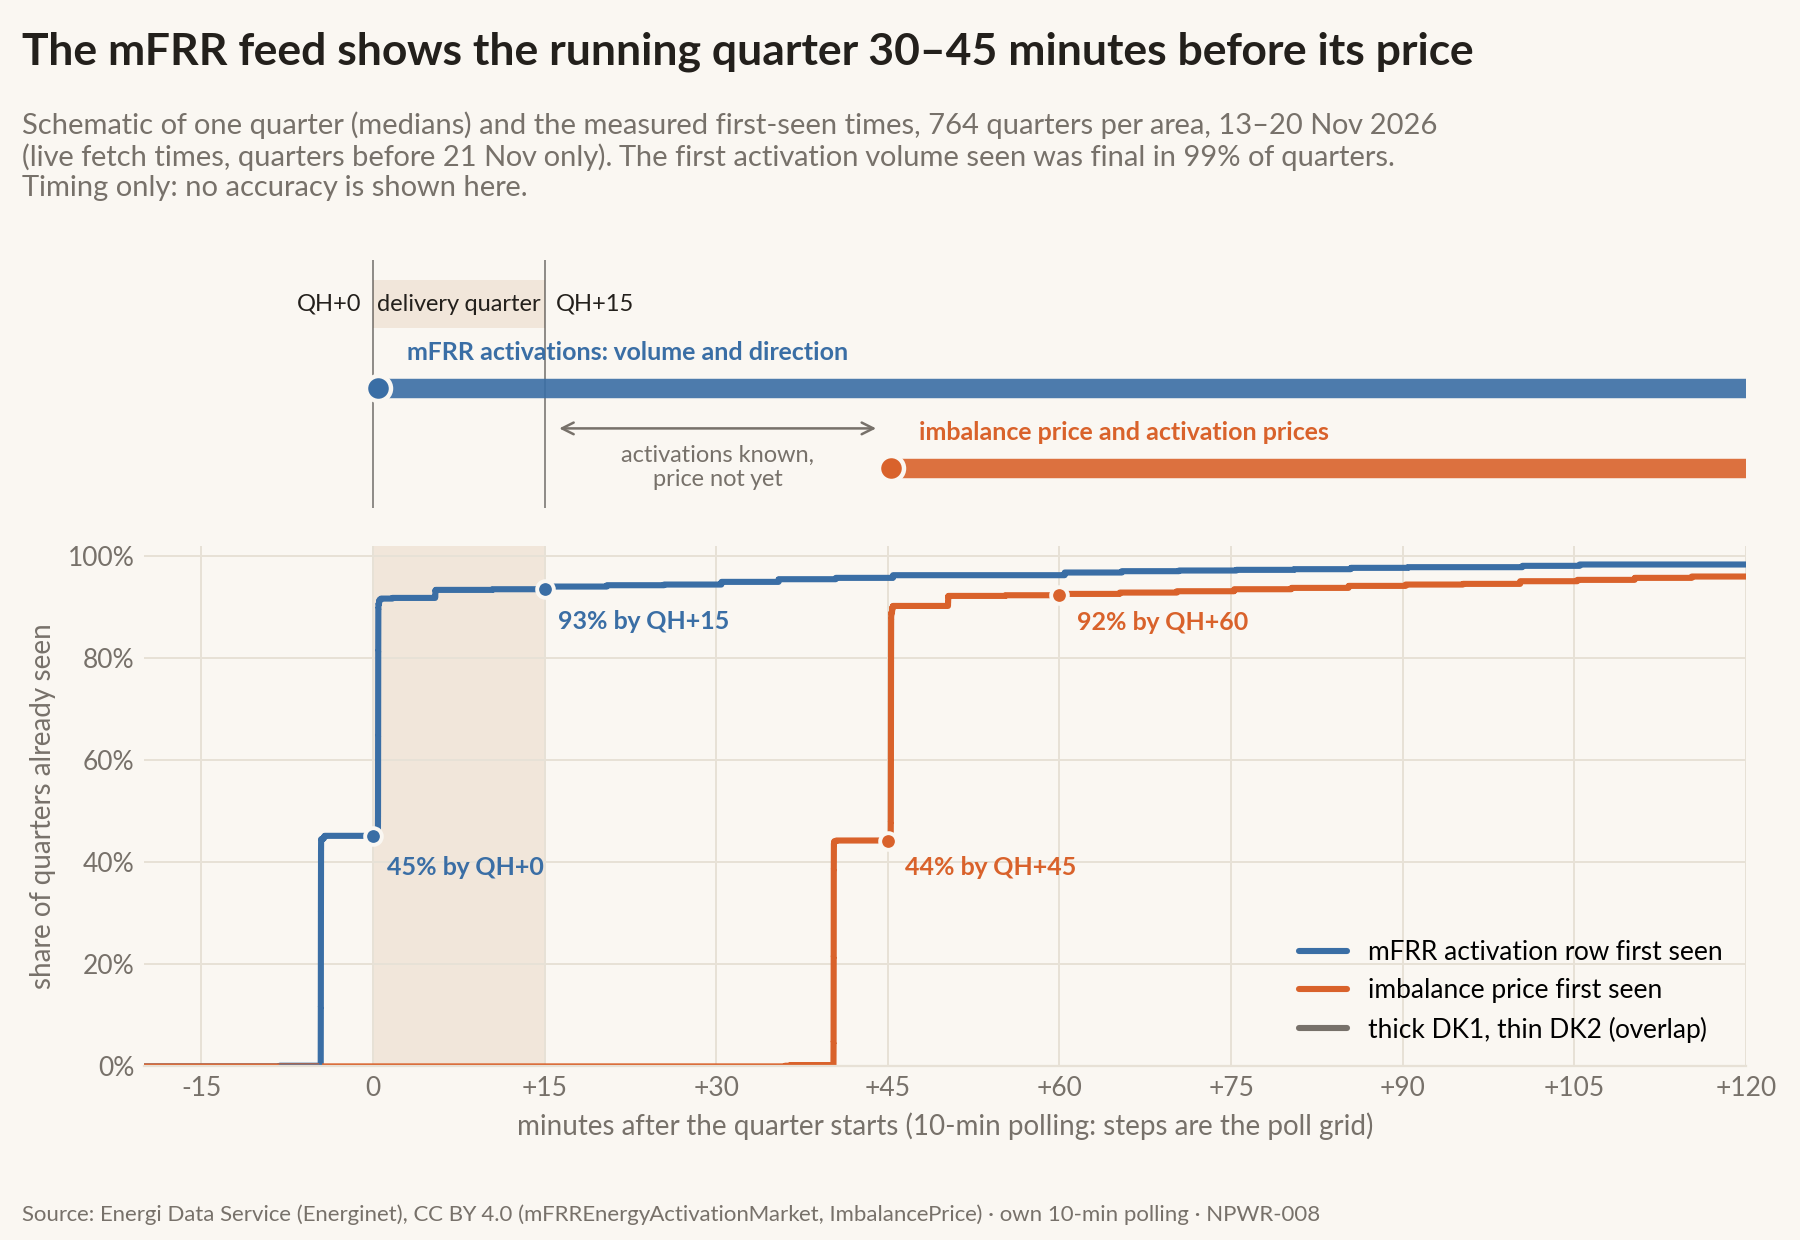 The mFRR feed shows the running quarter 30–45 minutes before its price
Schematic of one quarter (medians) and the measured first-seen times, 764 quarters per area, 13–20 Nov 2026
(live fetch times, quarters before 21 Nov only). The first activation volume seen was final in 99% of quarters.
Timing only: no accuracy is shown here.
QH+0 delivery quarter QH+15
mFRR activations: volume and direction
imbalance price and activation prices
activations known,
price not yet
100%
80%
60%
40%
20%
0%
share of quarters already seen
93% by QH+15
92% by QH+60
45% by QH+0
44% by QH+45
mFRR activation row first seen
imbalance price first seen
thick DK1, thin DK2 (overlap)
-15 0 +15 +30 +45 +60 +75 +90 +105 +120
minutes after the quarter starts (10-min polling: steps are the poll grid)
Source: Energi Data Service (Energinet), CC BY 4.0 (mFRREnergyActivationMarket, ImbalancePrice) · own 10-min polling · NPWR-008